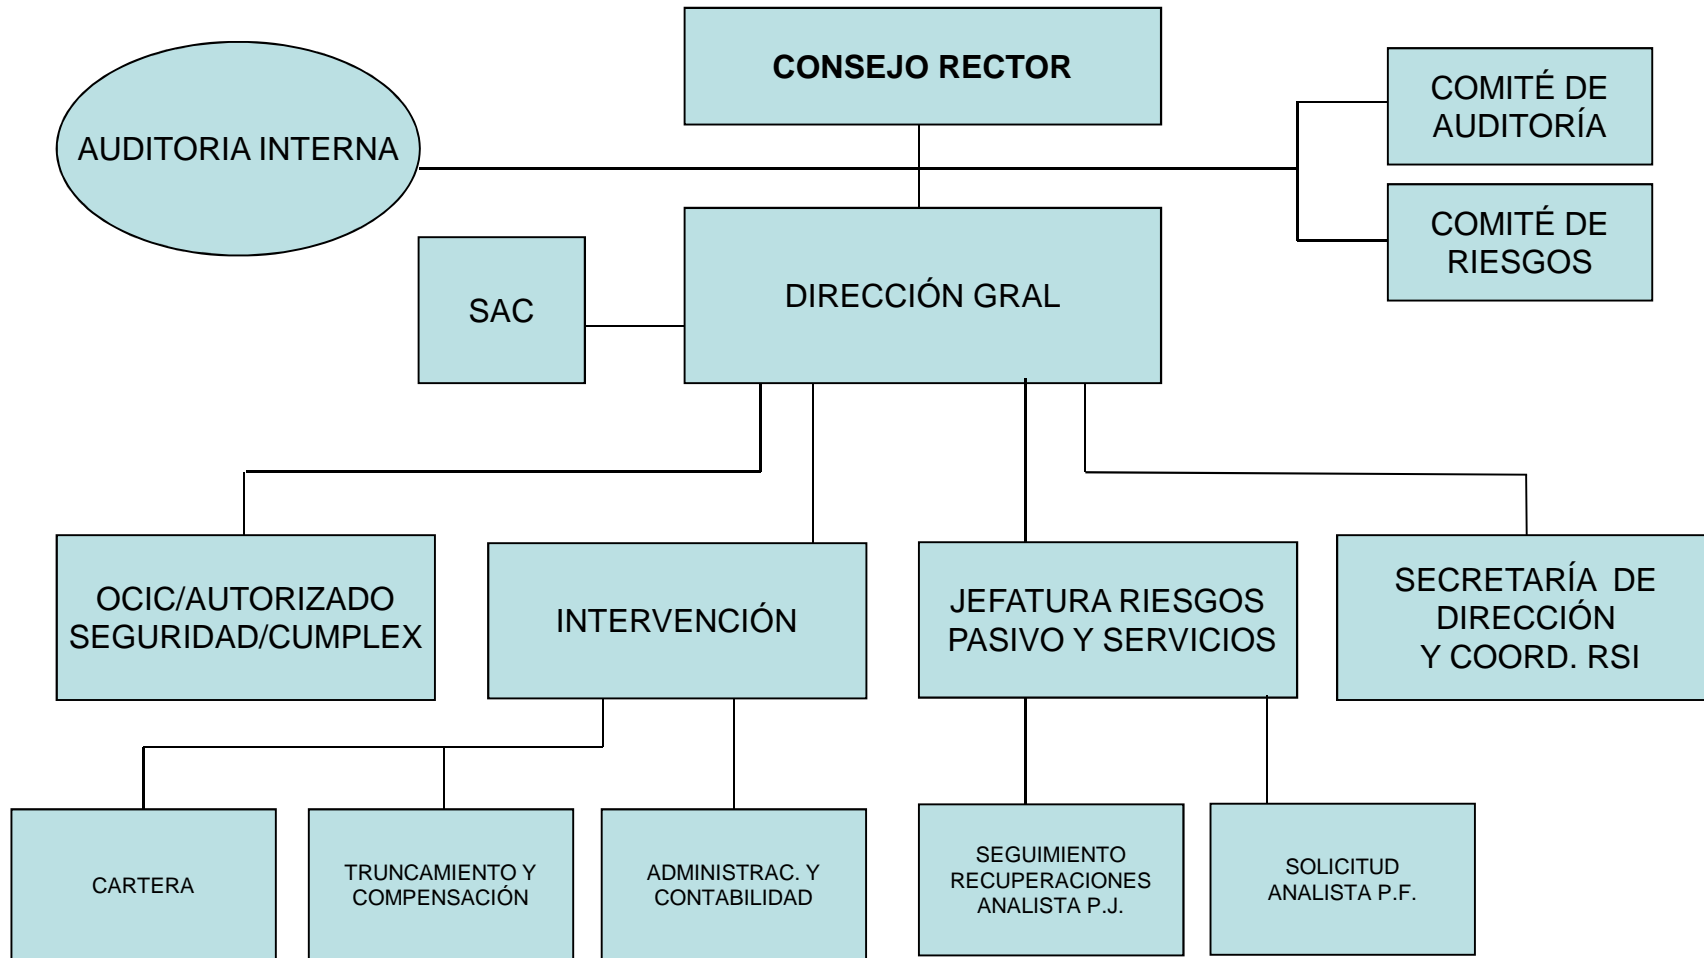 CONSEJO RECTOR
AUDITORIA INTERNA
COMITÉ DE
AUDITORÍA
COMITÉ DE
RIESGOS
SAC
DIRECCIÓN GRAL
OCIC/AUTORIZADO
SEGURIDAD/CUMPLEX
INTERVENCIÓN
JEFATURA RIESGOS
PASIVO Y SERVICIOS
SECRETARÍA DE
DIRECCIÓN
Y COORD. RSI
CARTERA
TRUNCAMIENTO Y
COMPENSACIÓN
ADMINISTRAC. Y
CONTABILIDAD
SEGUIMIENTO
RECUPERACIONES
ANALISTA P.J.
SOLICITUD
ANALISTA P.F.